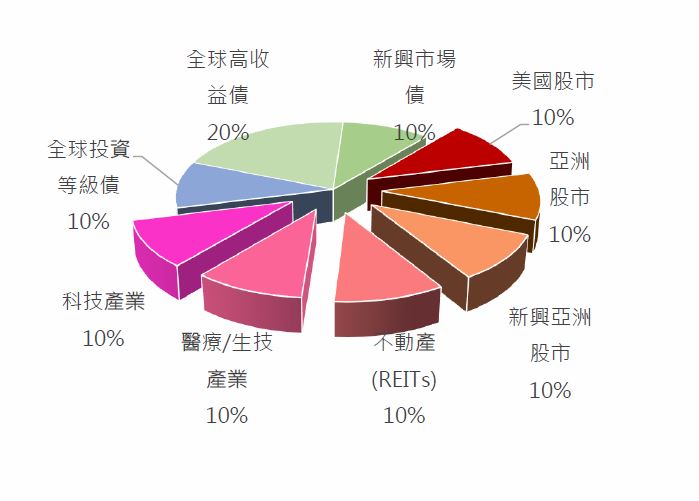 全球高收
益債
20%
新興市場
債
10%
美國股市
10%
亞洲
股市
10%
新興亞洲
股市
10%
不動產
(REITs)
10%
醫療/生技
產業
10%
科技產業
10%
全球投資
等級債
10%